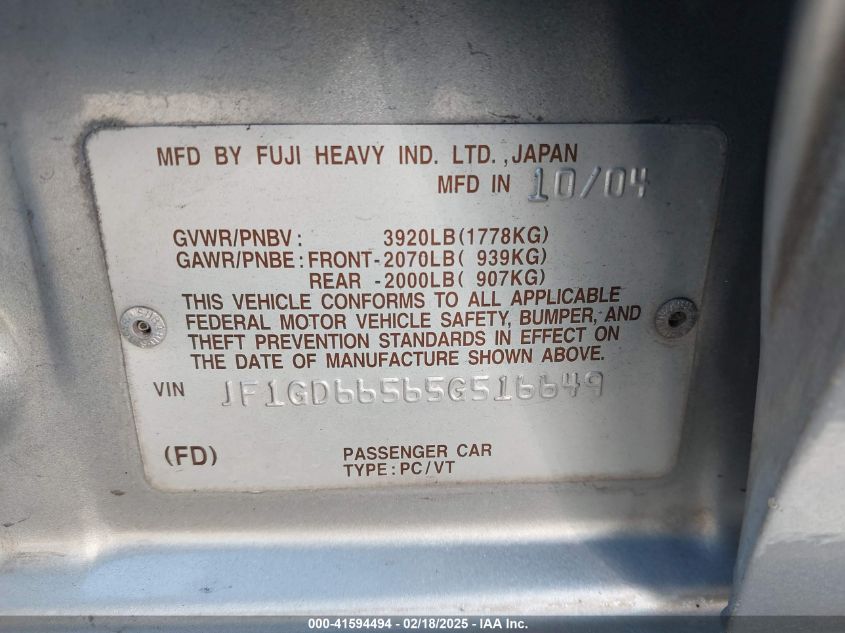 MFD BY FUJI HEAVY IND. LTD.,JAPAN
MFD IN 10/04
GVWR/PNBV: 3920LB(1778KG)
GAWR/PNBE:FRONT-2070LB( 939KG)
REAR -2000LB( 907KG)
THIS VEHICLE CONFORMS TO ALL APPLICABLE
FEDERAL MOTOR VEHICLE SAFETY, BUMPER, AND
THEFT PREVENTION STANDARDS IN EFFECT ON
THE DATE OF MANUFACTURE SHOWN ABOVE.
VIN JF1GD66565G516649
(FD) PASSENGER CAR
TYPE:PC/VT
000-41594494 - 02/18/2025 - IAA Inc.